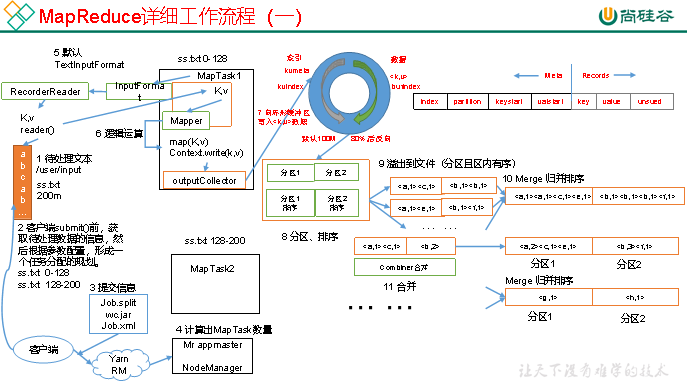 MapReduce详细工作流程（一）
尚硅谷
5 默认
TextInputFormat
ss.txt 0-128
MapTask1
RecorderReader
InputForma
t
K,v
K,v
reader()
Mapper
6 逻辑运算
map(K,v)
Context.write(k,v)
outputCollector
a
b
c
a
b
...
1 待处理文本
/user/input
ss.txt
200m
2 客户端submit()前，获
取待处理数据的信息，然
后根据参数配置，形成一
个任务分配的规划。
ss.txt 0-128
ss.txt 128-200
3 提交信息
Job.split
wc.jar
Job.xml
客户端
Yarn
RM
4 计算出MapTask数量
Mr appmaster
NodeManager
ss.txt 128-200
MapTask2
索引
kvmeta
kvindex
数据
<k,v>
bufindex
7 向环形缓冲区
写入<k,v>数据
默认100M
80%后反向
Meta
Records
index
partition
keystart
valstart
key
value
unsued
分区1
分区2
分区1
排序
分区2
排序
8 分区、排序
9 溢出到文件（分区且区内有序）
<a,1><c,1>
<b,1><b,1>
<a,1><e,1>
<b,1><f,1>
... ...
10 Merge 归并排序
<a,1><a,1><c,1><e,1>
<b,1><b,1><b,1><f,1>
<a,1><c,1>
<b,2>
Combiner合并
11 合并
<a,2><c,1><e,1>
<b,3><f,1>
分区1
分区2
Merge 归并排序
<g,1>
<h,1>
分区1
分区2
... ...
让天下没有难学的技术